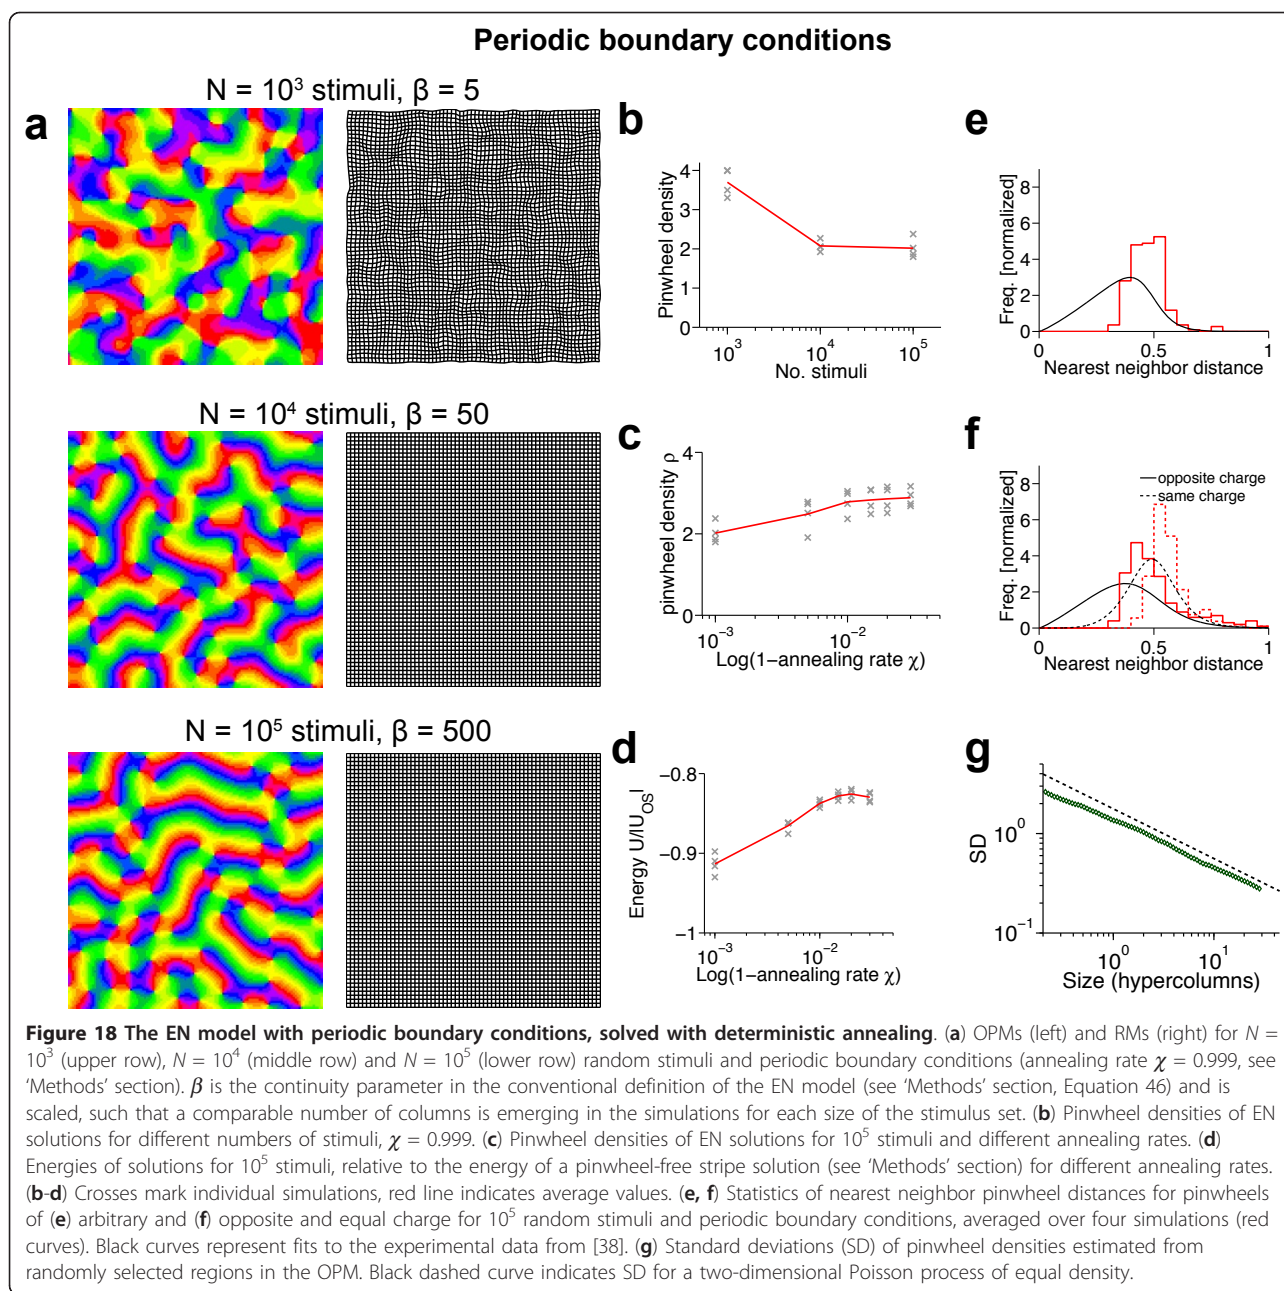 Periodic boundary conditions
N = 10³ stimuli, β = 5
a
b
Pinwheel density
4
3
2
1
0
10³
10⁴
10⁵
No. stimuli
e
Freq. [normalized]
8
6
4
2
0
0
0.5
1
Nearest neighbor distance
N = 10⁴ stimuli, β = 50
c
pinwheel density ρ
4
2
0
10⁻³
10⁻²
Log(1−annealing rate χ)
f
Freq. [normalized]
8
6
4
2
0
opposite charge
same charge
0
0.5
1
Nearest neighbor distance
N = 10⁵ stimuli, β = 500
d
Energy U/IU_OSI
−0.8
−0.9
−1
10⁻³
10⁻²
Log(1−annealing rate χ)
g
SD
10⁰
10⁻¹
10⁰
10¹
Size (hypercolumns)
Figure 18 The EN model with periodic boundary conditions, solved with deterministic annealing. (a) OPMs (left) and RMs (right) for N =
10³ (upper row), N = 10⁴ (middle row) and N = 10⁵ (lower row) random stimuli and periodic boundary conditions (annealing rate χ = 0.999, see
'Methods' section). β is the continuity parameter in the conventional definition of the EN model (see 'Methods' section, Equation 46) and is
scaled, such that a comparable number of columns is emerging in the simulations for each size of the stimulus set. (b) Pinwheel densities of EN
solutions for different numbers of stimuli, χ = 0.999. (c) Pinwheel densities of EN solutions for 10⁵ stimuli and different annealing rates. (d)
Energies of solutions for 10⁵ stimuli, relative to the energy of a pinwheel-free stripe solution (see 'Methods' section) for different annealing rates.
(b-d) Crosses mark individual simulations, red line indicates average values. (e, f) Statistics of nearest neighbor pinwheel distances for pinwheels
of (e) arbitrary and (f) opposite and equal charge for 10⁵ random stimuli and periodic boundary conditions, averaged over four simulations (red
curves). Black curves represent fits to the experimental data from [38]. (g) Standard deviations (SD) of pinwheel densities estimated from
randomly selected regions in the OPM. Black dashed curve indicates SD for a two-dimensional Poisson process of equal density.